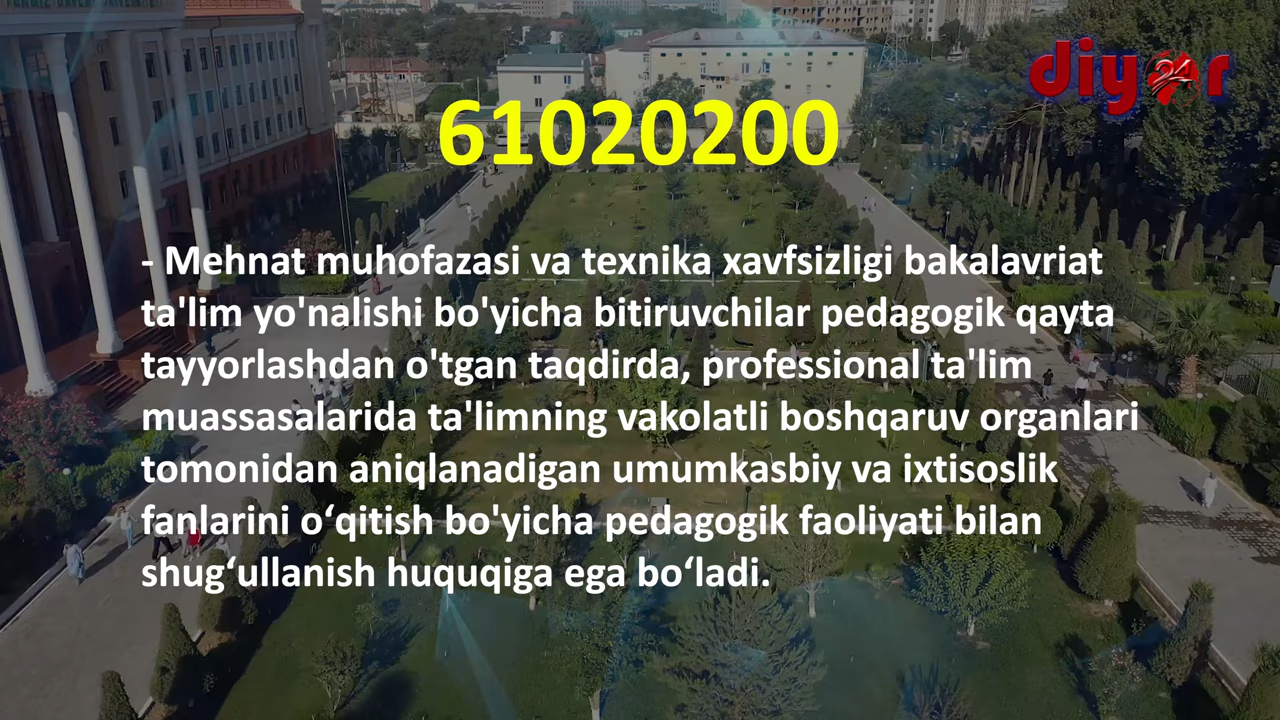 diyor 24
61020200
- Mehnat muhofazasi va texnika xavfsizligi bakalavriat
ta'lim yo'nalishi bo'yicha bitiruvchilar pedagogik qayta
tayyorlashdan o'tgan taqdirda, professional ta'lim
muassasalarida ta'limning vakolatli boshqaruv organlari
tomonidan aniqlanadigan umumkasbiy va ixtisoslik
fanlarini o‘qitish bo'yicha pedagogik faoliyati bilan
shug‘ullanish huquqiga ega bo‘ladi.